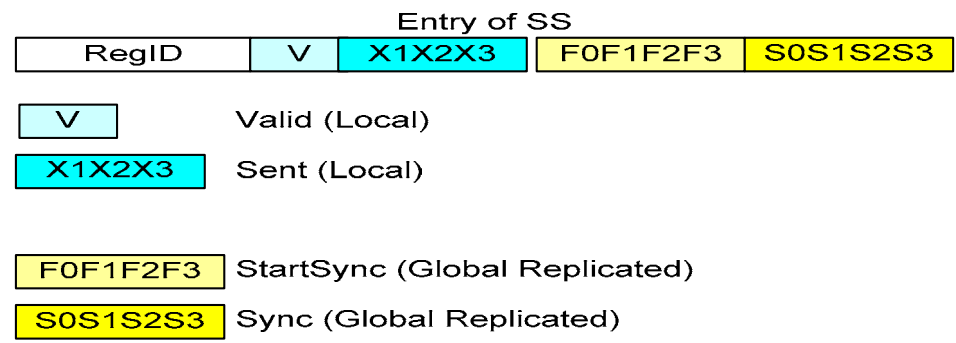 Entry of SS
RegID V X1X2X3 F0F1F2F3 S0S1S2S3
V Valid (Local)
X1X2X3 Sent (Local)
F0F1F2F3 StartSync (Global Replicated)
S0S1S2S3 Sync (Global Replicated)